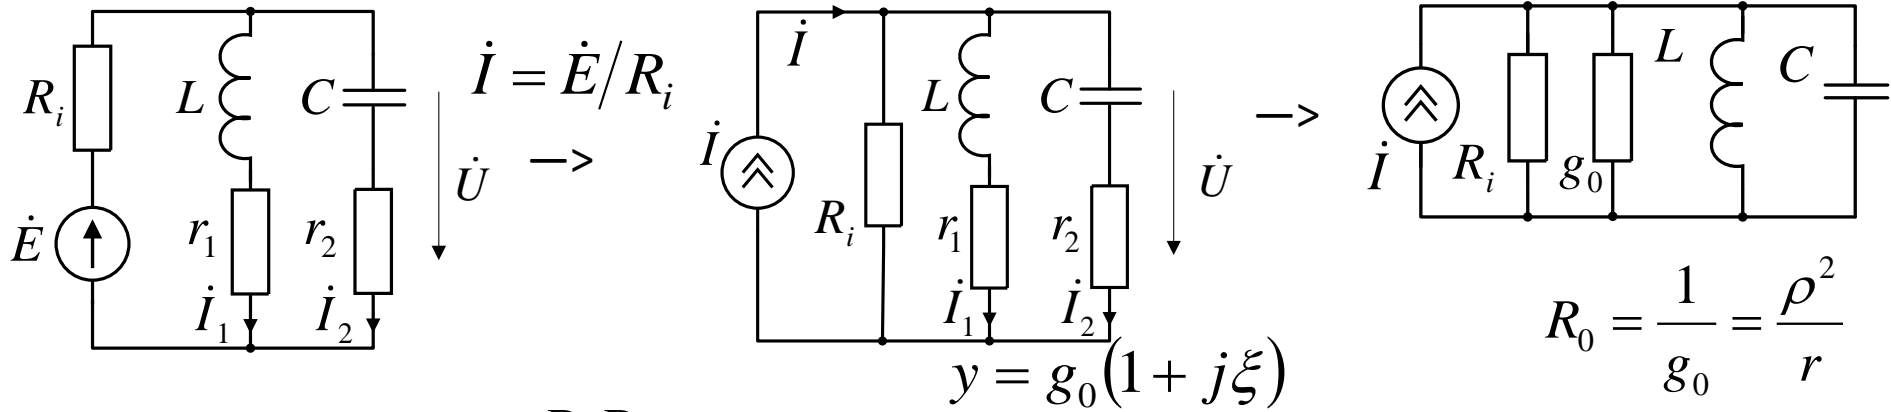 R_i
L
C
U̇
Ė
r_1
r_2
İ_1
İ_2
İ = Ė/R_i
—>
İ
İ
R_i
L
C
r_1
r_2
U̇
İ_1
İ_2
y = g_0(1 + jξ)
—>
İ
R_i
g_0
L
C
R_0 = 1/g_0 = ρ^2/r